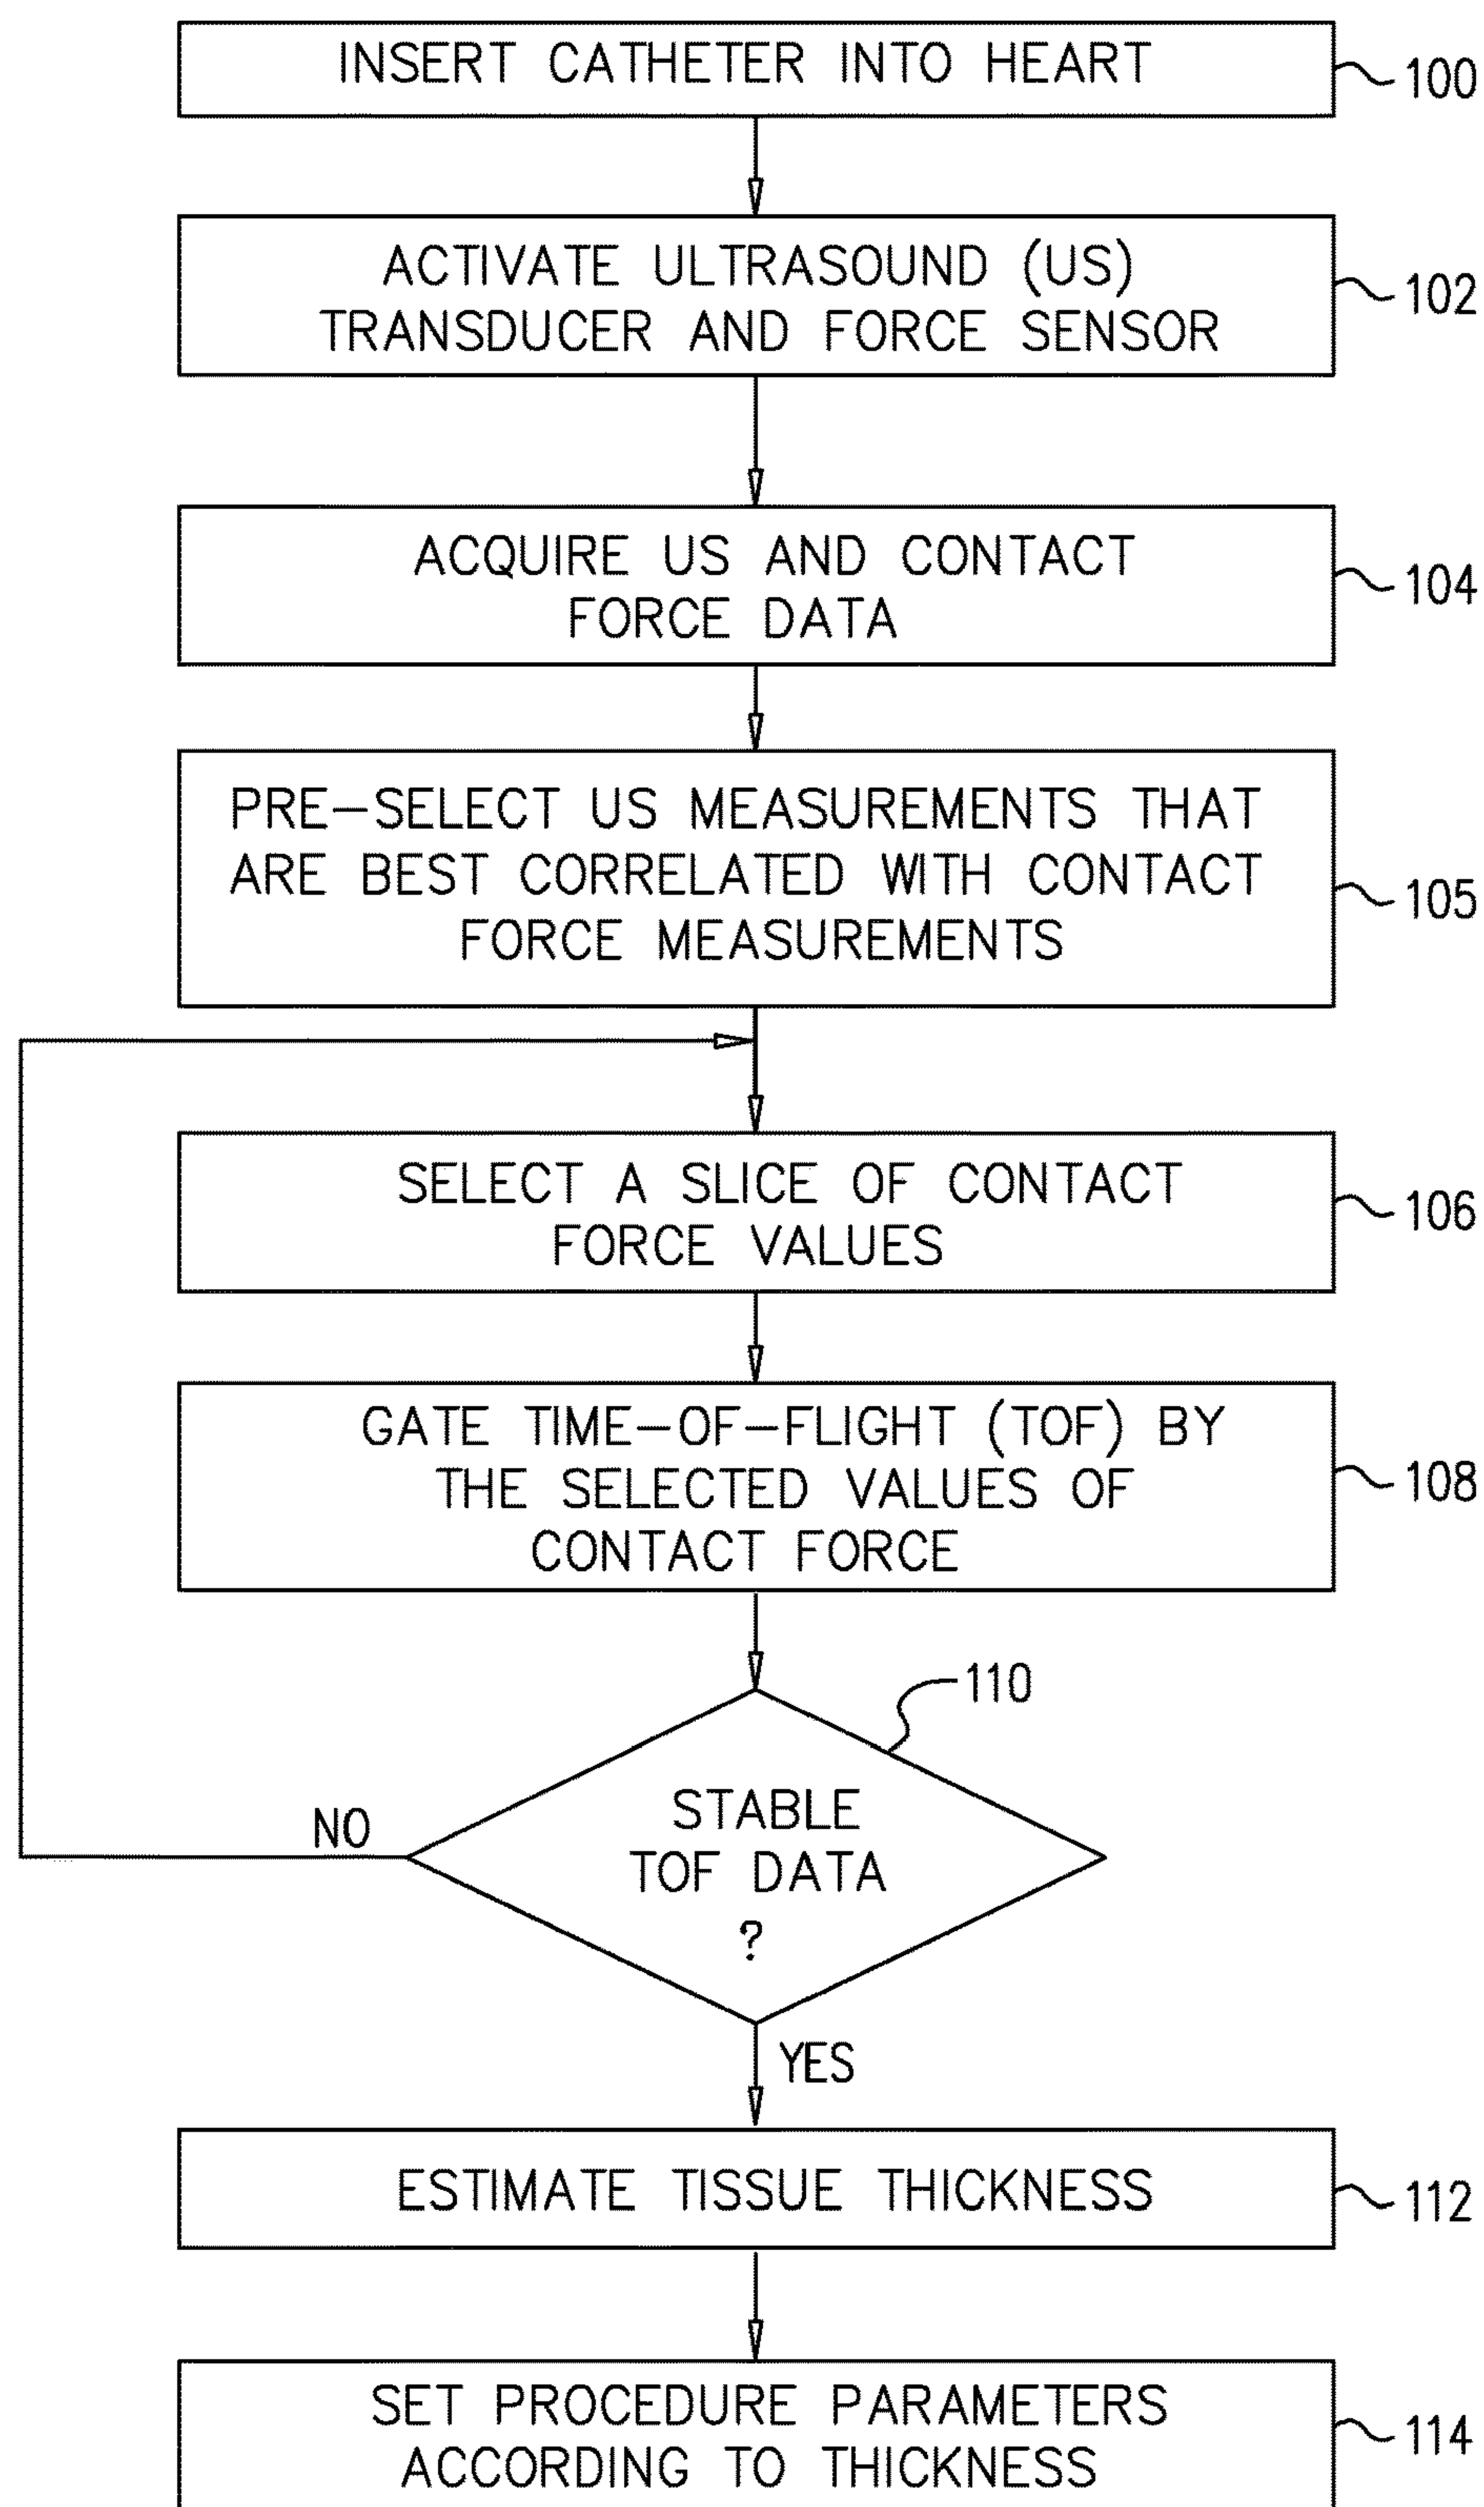 INSERT CATHETER INTO HEART
100
ACTIVATE ULTRASOUND (US)
TRANSDUCER AND FORCE SENSOR
102
ACQUIRE US AND CONTACT
FORCE DATA
104
PRE-SELECT US MEASUREMENTS THAT
ARE BEST CORRELATED WITH CONTACT
FORCE MEASUREMENTS
105
SELECT A SLICE OF CONTACT
FORCE VALUES
106
GATE TIME-OF-FLIGHT (TOF) BY
THE SELECTED VALUES OF
CONTACT FORCE
108
110
STABLE
TOF DATA
?
NO
YES
ESTIMATE TISSUE THICKNESS
112
SET PROCEDURE PARAMETERS
ACCORDING TO THICKNESS
114